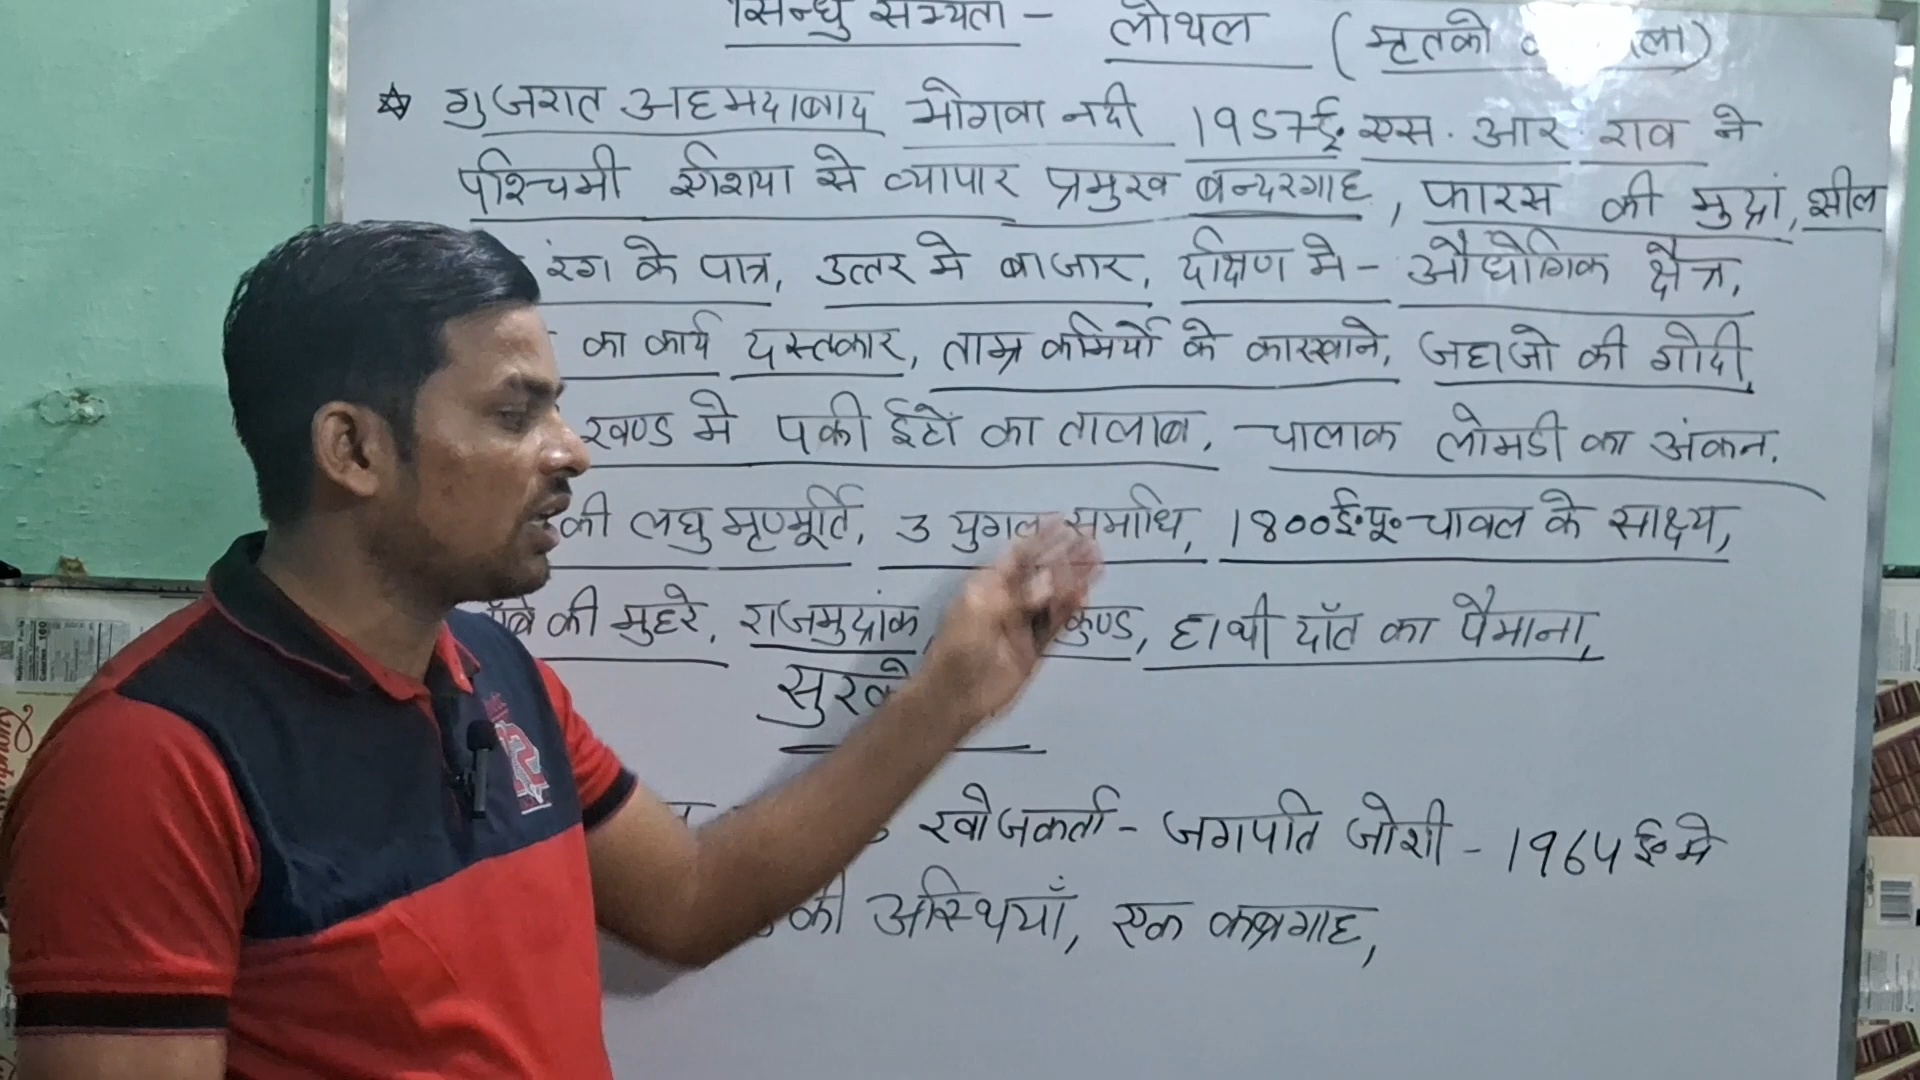 सिन्धु सभ्यता - लोथल (मृतको
गुजरात अहमदाबाद भोगवा नदी 1957ई॰ एस. आर. राव ने
पश्चिमी एशिया से व्यापार प्रमुख बन्दरगाह, फारस की मुद्रां, सील
रंग के पात्र, उत्तर मे बाजार, दक्षिण मे - औधोगिक क्षेत्र,
का कार्य दस्तकार, ताम्र कर्मियों के कारखाने, जहाजो की गोदी,
खण्ड मे पकी ईंटों का तालाब, चालाक लोमडी का अंकन.
की लघु मृण्मूर्ति, 3 युगल समाधि, 1800ई॰पू॰ चावल के साक्ष्य,
की मुहरे, राजमुद्रांक, कुण्ड, हाथी दाँत का पैमाना,
खोजकर्ता - जगपति जोशी - 1964 ई॰ मे
की अस्थियाँ, एक कब्रगाह,